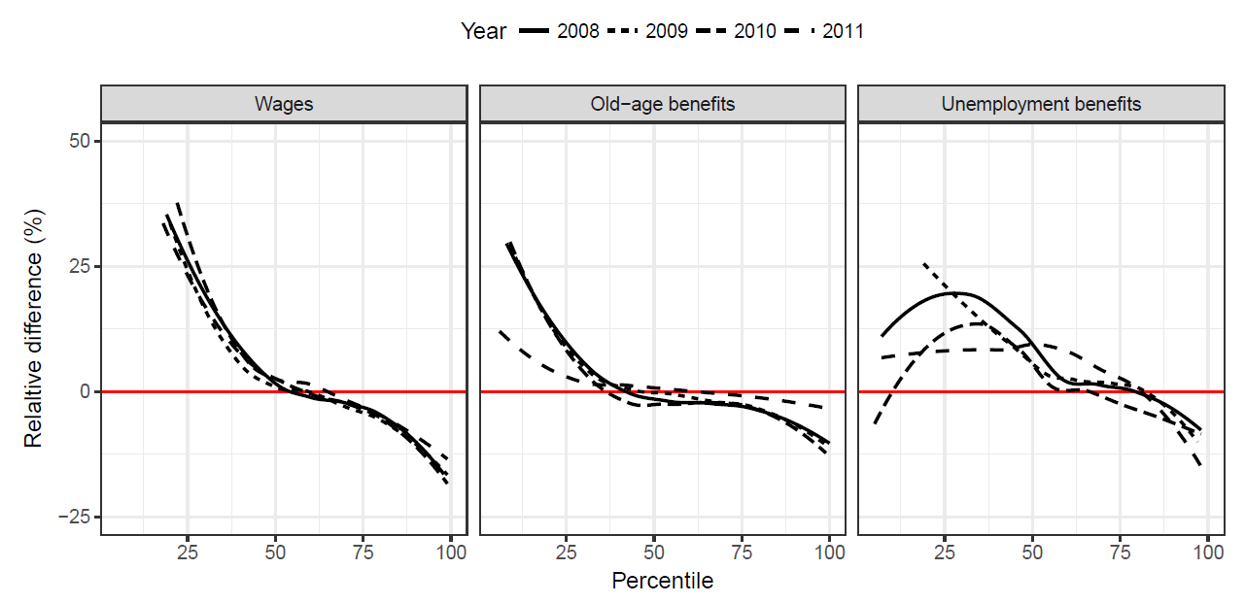 Year 2008 2009 2010 2011
Wages Old−age benefits Unemployment benefits
50
25
0
−25
Relaltive difference (%)
25 50 75 100 25 50 75 100 25 50 75 100
Percentile